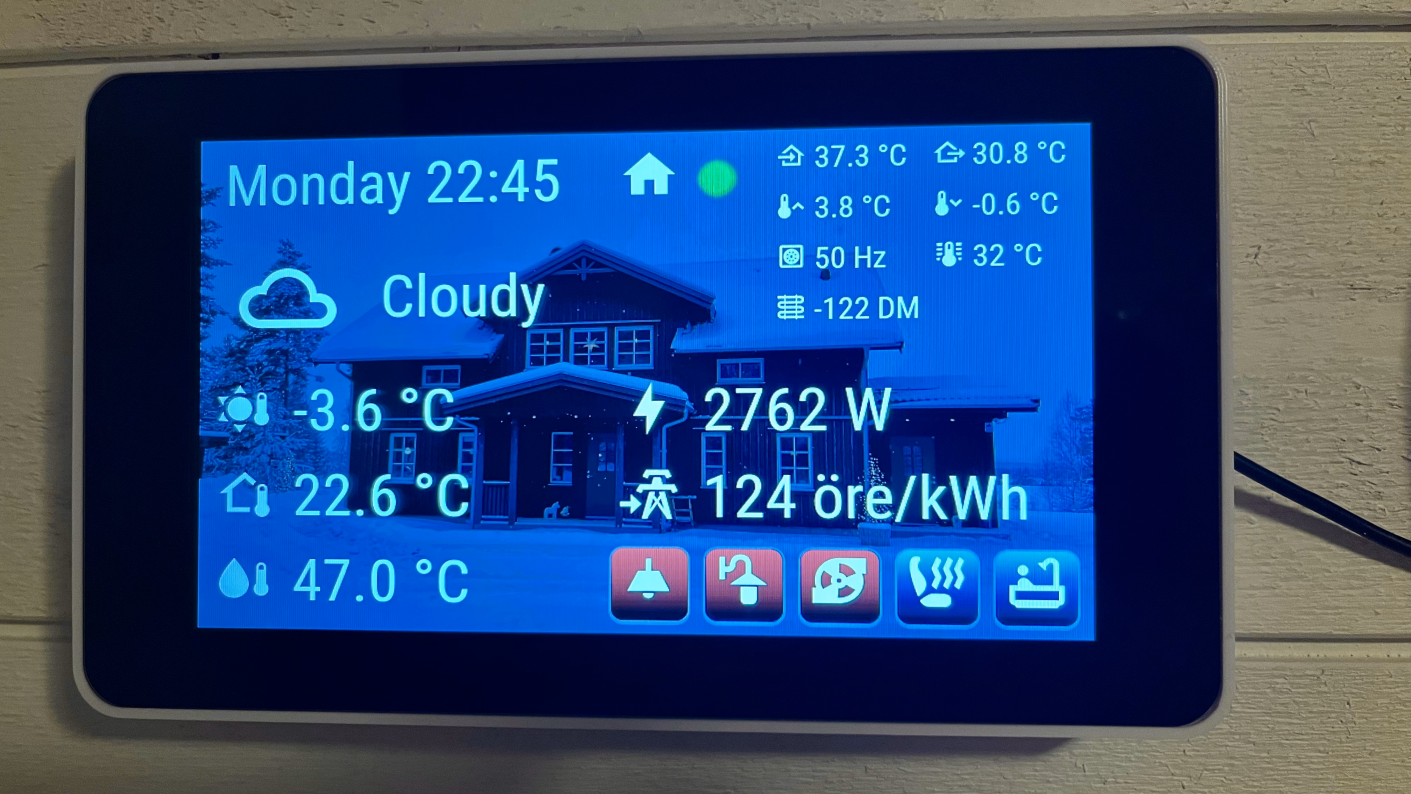 Monday 22:45
37.3 °C 30.8 °C
3.8 °C -0.6 °C
50 Hz 32 °C
-122 DM
Cloudy
-3.6 °C 2762 W
22.6 °C 124 öre/kWh
47.0 °C